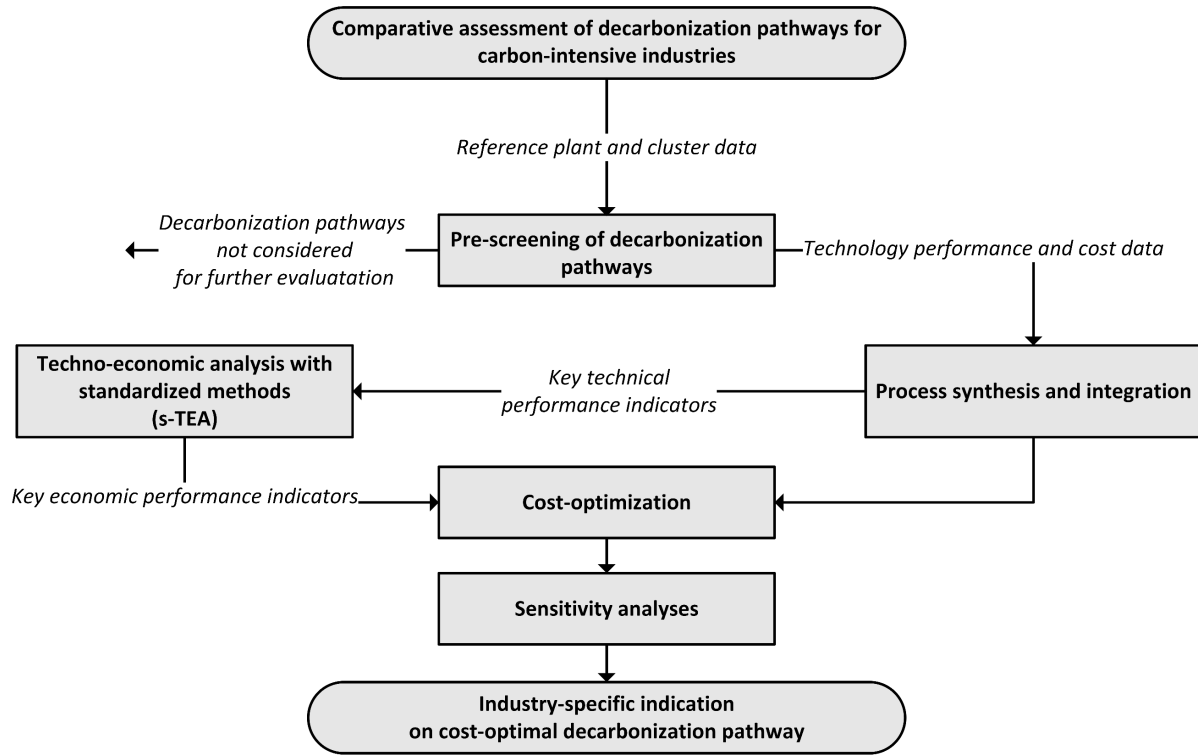 Comparative assessment of decarbonization pathways for
carbon-intensive industries
Reference plant and cluster data
Decarbonization pathways
not considered
for further evaluatation
Pre-screening of decarbonization
pathways
Technology performance and cost data
Techno-economic analysis with
standardized methods
(s-TEA)
Key technical
performance indicators
Process synthesis and integration
Key economic performance indicators
Cost-optimization
Sensitivity analyses
Industry-specific indication
on cost-optimal decarbonization pathway